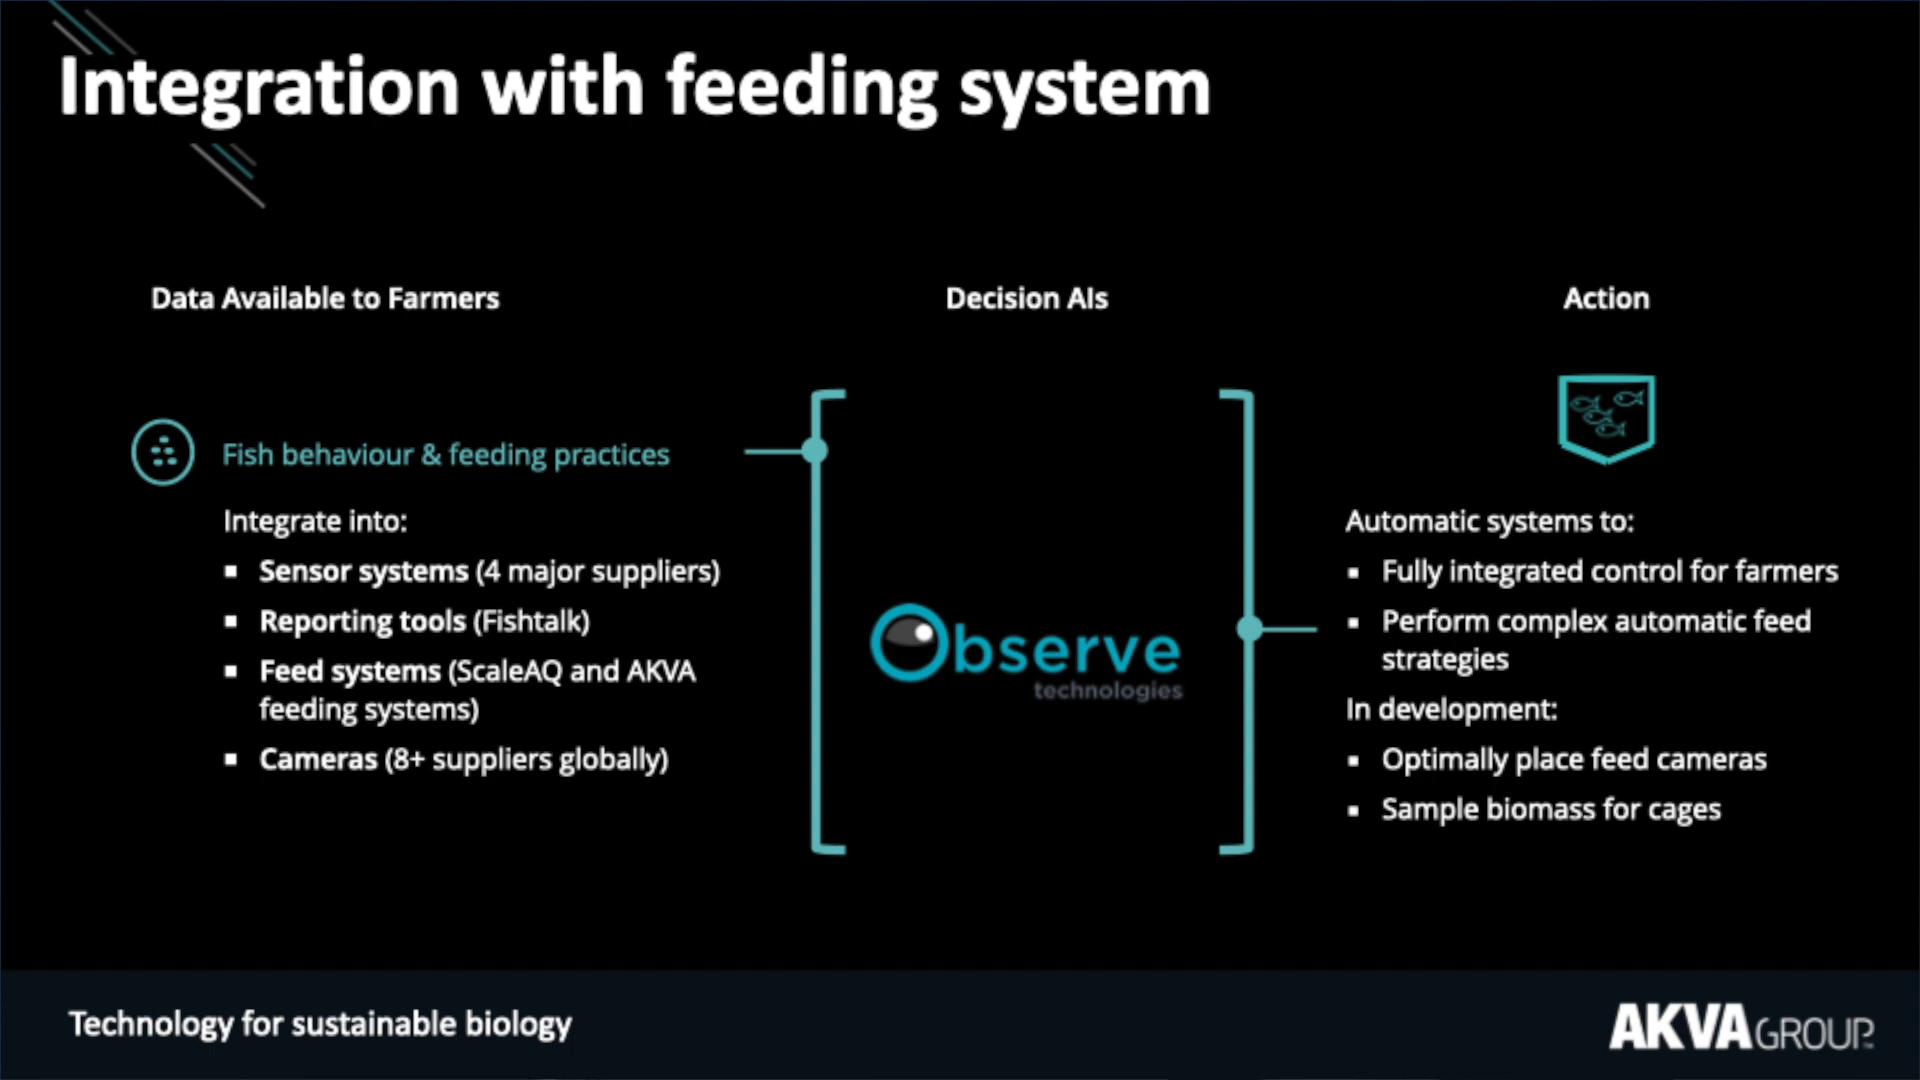 Integration with feeding system
Data Available to Farmers
Fish behaviour & feeding practices
Integrate into:
▪ Sensor systems (4 major suppliers)
▪ Reporting tools (Fishtalk)
▪ Feed systems (ScaleAQ and AKVA
feeding systems)
▪ Cameras (8+ suppliers globally)
Decision AIs
Observe
technologies
Action
Automatic systems to:
▪ Fully integrated control for farmers
▪ Perform complex automatic feed
strategies
In development:
▪ Optimally place feed cameras
▪ Sample biomass for cages
Technology for sustainable biology
AKVA GROUP